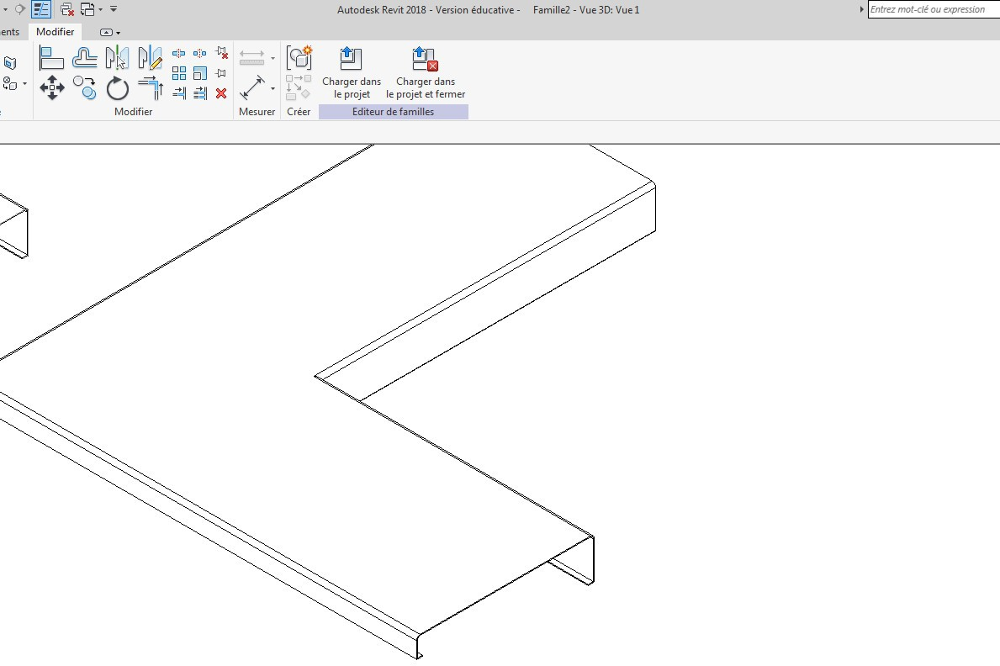 Autodesk Revit 2018 - Version éducative - Famille2 - Vue 3D: Vue 1
Entrez mot-clé ou expression
Modifier
Charger dans
le projet
Charger dans
le projet et fermer
Modifier
Mesurer
Créer
Editeur de familles